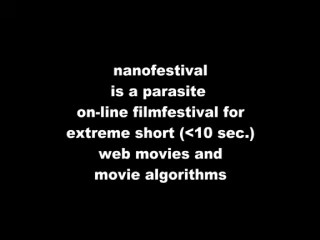 nanofestival
is a parasite
on-line filmfestival for
extreme short (<10 sec.)
web movies and
movie algorithms